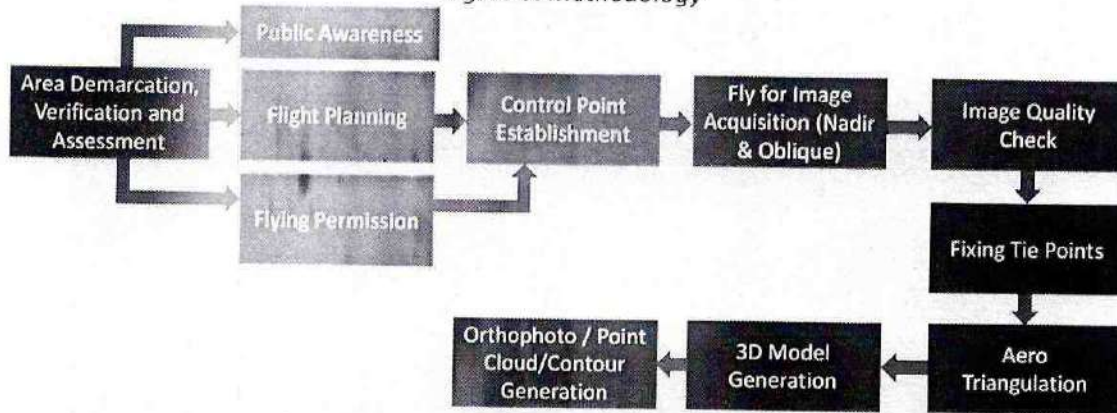 Methodology
Public Awareness
Area Demarcation,
Verification and
Assessment
Flight Planning
Flying Permission
Control Point
Establishment
Fly for Image
Acquisition (Nadir
& Oblique)
Image Quality
Check
Fixing Tie Points
Aero
Triangulation
3D Model
Generation
Orthophoto / Point
Cloud/Contour
Generation